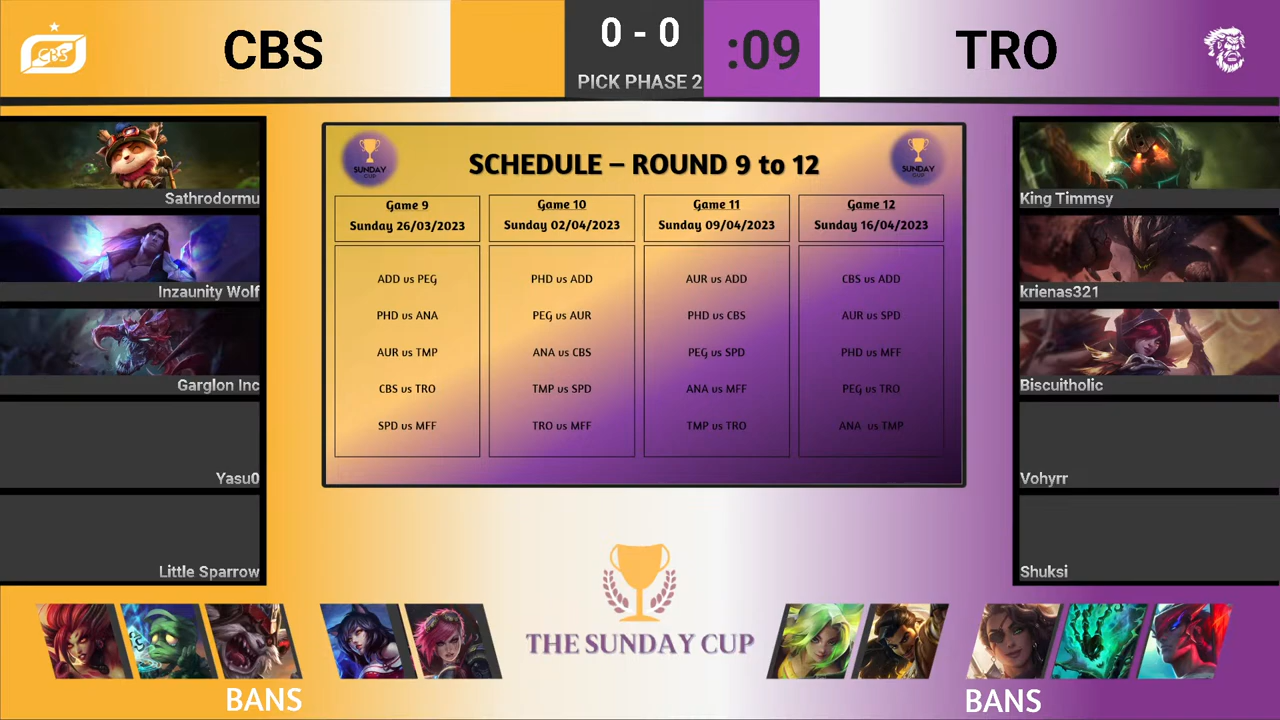 CBS
CBS
0 - 0
PICK PHASE 2
:09
TRO
Sathrodormu
Inzaunity Wolf
Garglon Inc
Yasu0
Little Sparrow
SUNDAY
CUP
SCHEDULE – ROUND 9 to 12
SUNDAY
CUP
Game 9
Sunday 26/03/2023
ADD vs PEG
PHD vs ANA
AUR vs TMP
CBS vs TRO
SPD vs MFF
Game 10
Sunday 02/04/2023
PHD vs ADD
PEG vs AUR
ANA vs CBS
TMP vs SPD
TRO vs MFF
Game 11
Sunday 09/04/2023
AUR vs ADD
PHD vs CBS
PEG vs SPD
ANA vs MFF
TMP vs TRO
Game 12
Sunday 16/04/2023
CBS vs ADD
AUR vs SPD
PHD vs MFF
PEG vs TRO
ANA vs TMP
King Timmsy
krienas321
Biscuitholic
Vohyrr
Shuksi
THE SUNDAY CUP
BANS
BANS